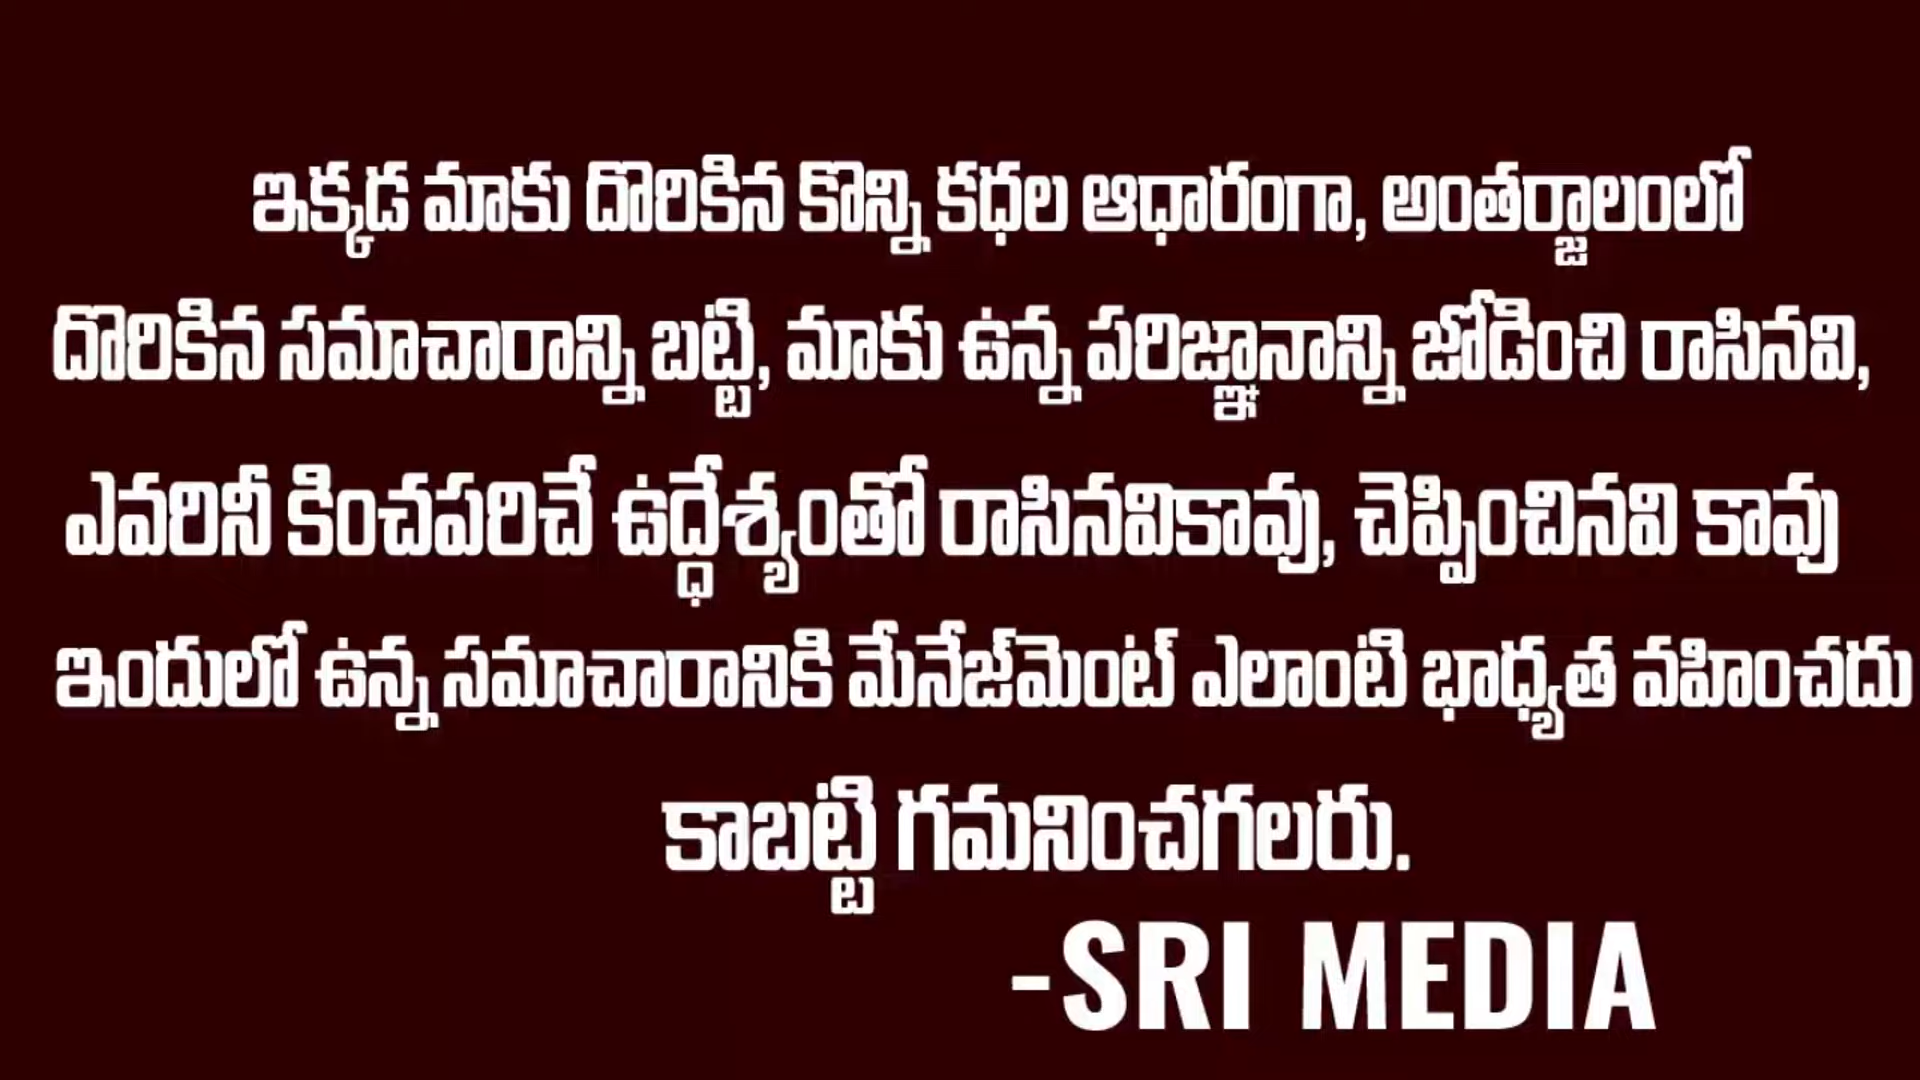 ఇక్కడ మాకు దొరికిన కొన్ని కధల ఆధారంగా, అంతర్జాలంలో
దొరికిన సమాచారాన్ని బట్టి, మాకు ఉన్న పరిజ్ఞానాన్ని జోడించి రాసినవి,
ఎవరినీ కించపరిచే ఉద్ధేశ్యంతో రాసినవికావు, చెప్పించినవి కావు
ఇందులో ఉన్న సమాచారానికి మేనేజ్‌మెంట్ ఎలాంటి భాధ్యత వహించదు
కాబట్టి గమనించగలరు.
-SRI MEDIA